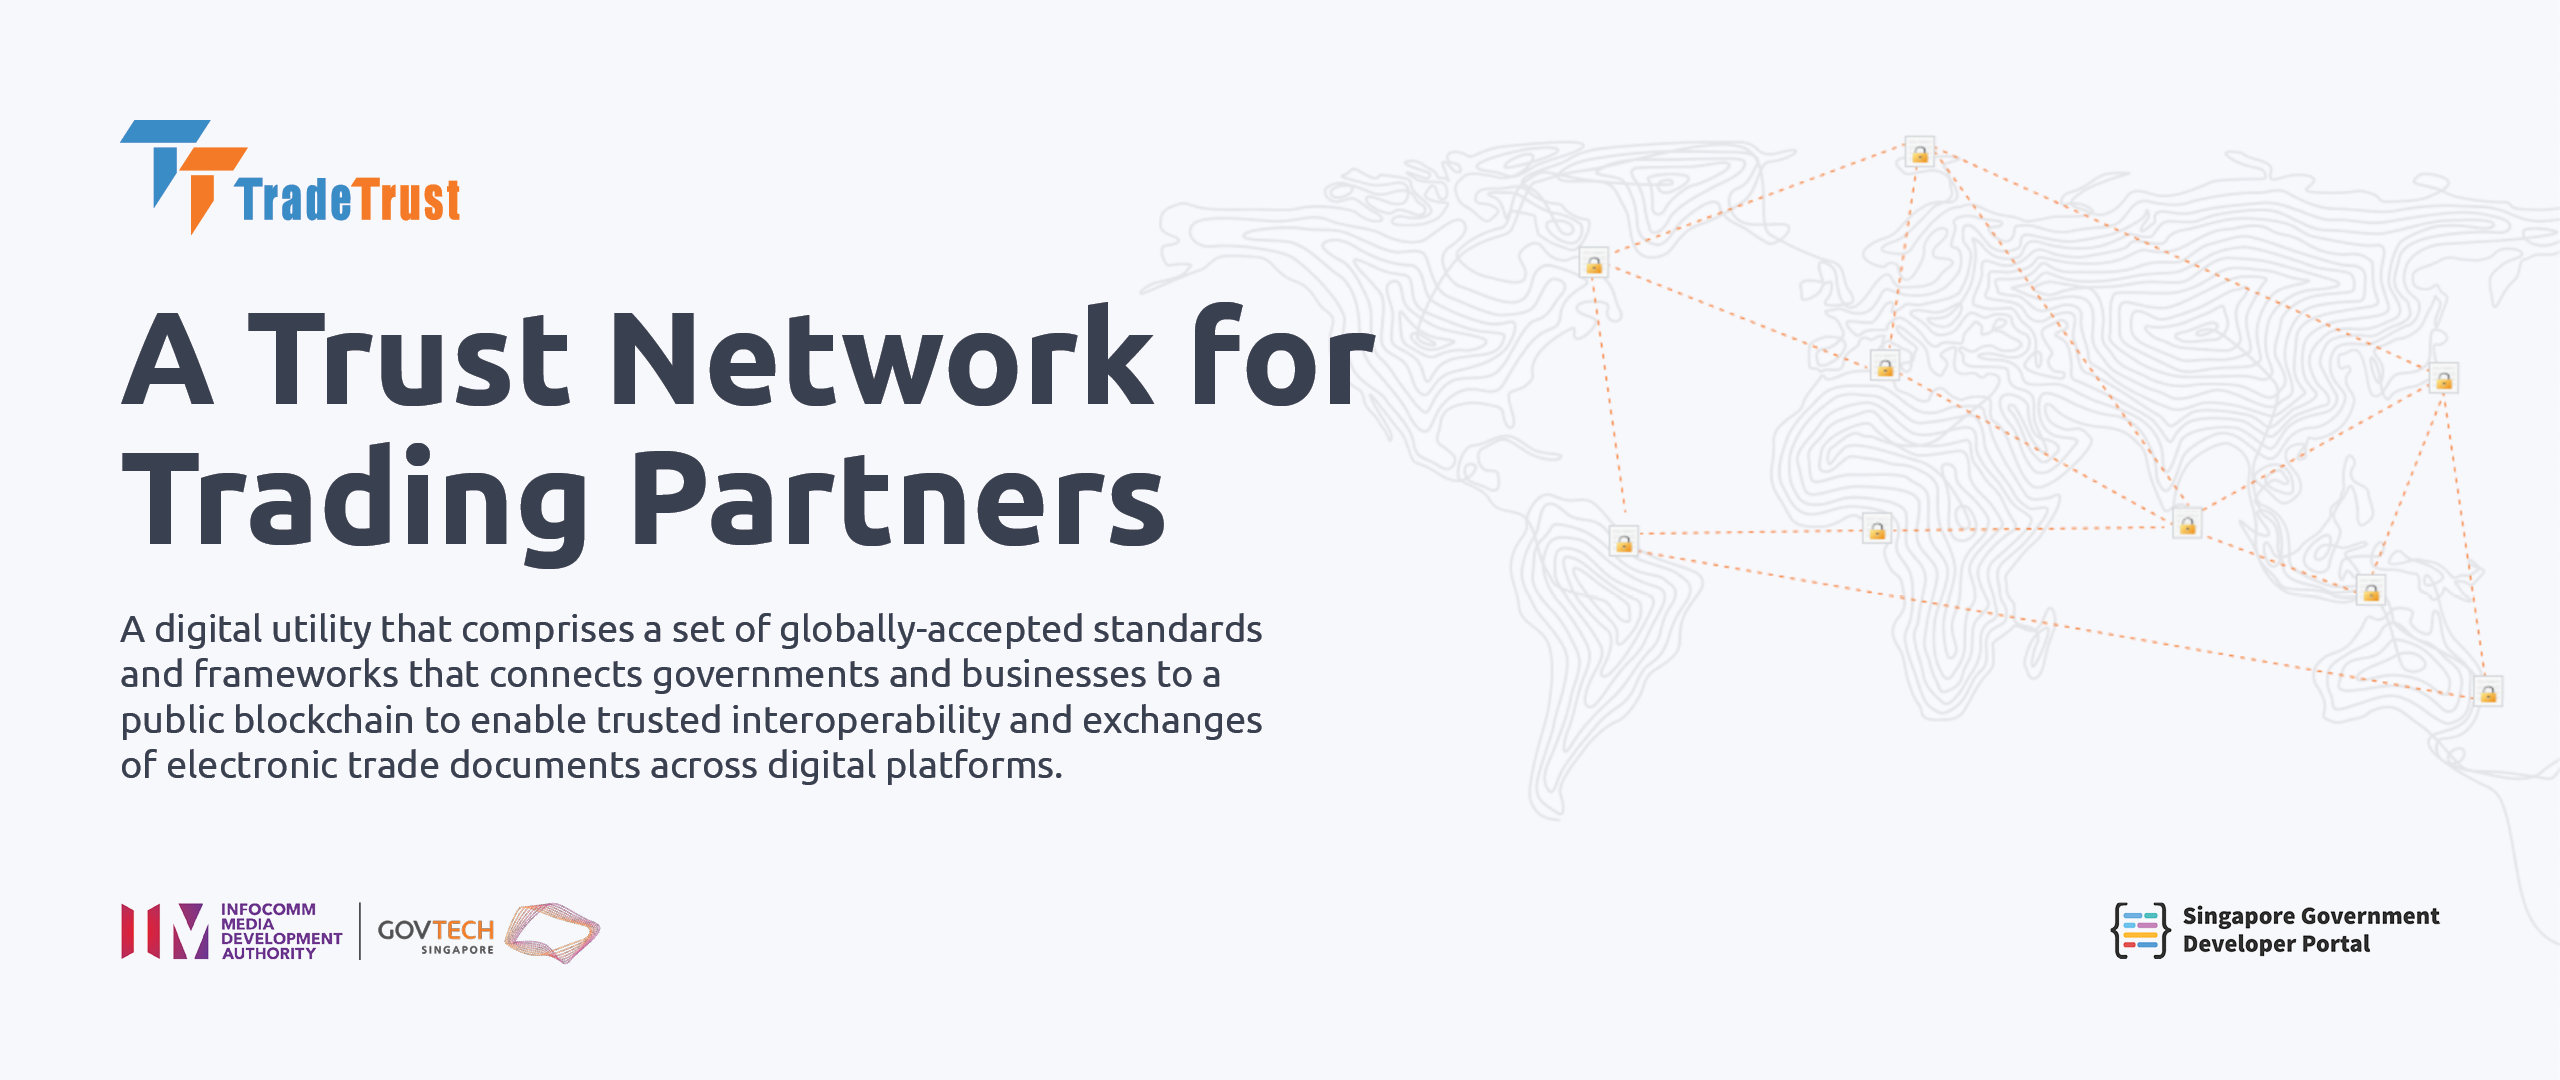 TradeTrust
A Trust Network for
Trading Partners
A digital utility that comprises a set of globally-accepted standards
and frameworks that connects governments and businesses to a
public blockchain to enable trusted interoperability and exchanges
of electronic trade documents across digital platforms.
INFOCOMM
MEDIA
DEVELOPMENT
AUTHORITY
GOVTECH
SINGAPORE
Singapore Government
Developer Portal